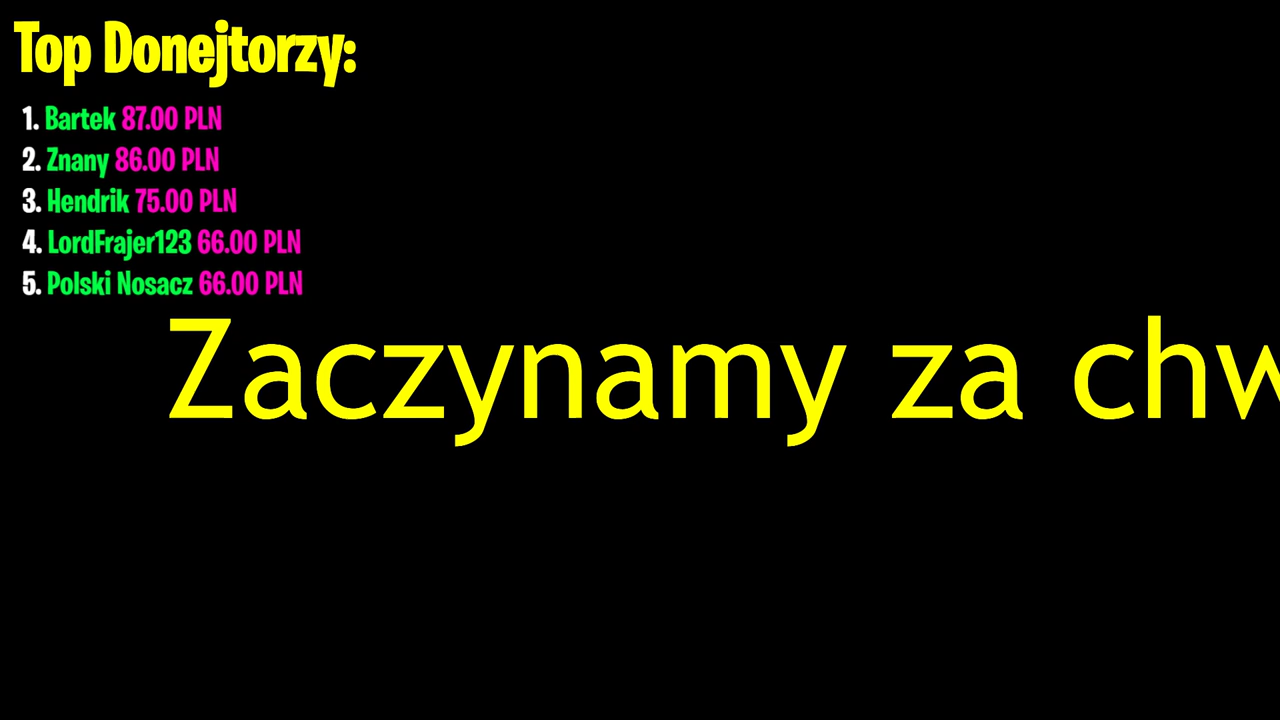 Top Donejtorzy:
1. Bartek 87.00 PLN
2. Znany 86.00 PLN
3. Hendrik 75.00 PLN
4. LordFrajer123 66.00 PLN
5. Polski Nosacz 66.00 PLN
Zaczynamy za chw